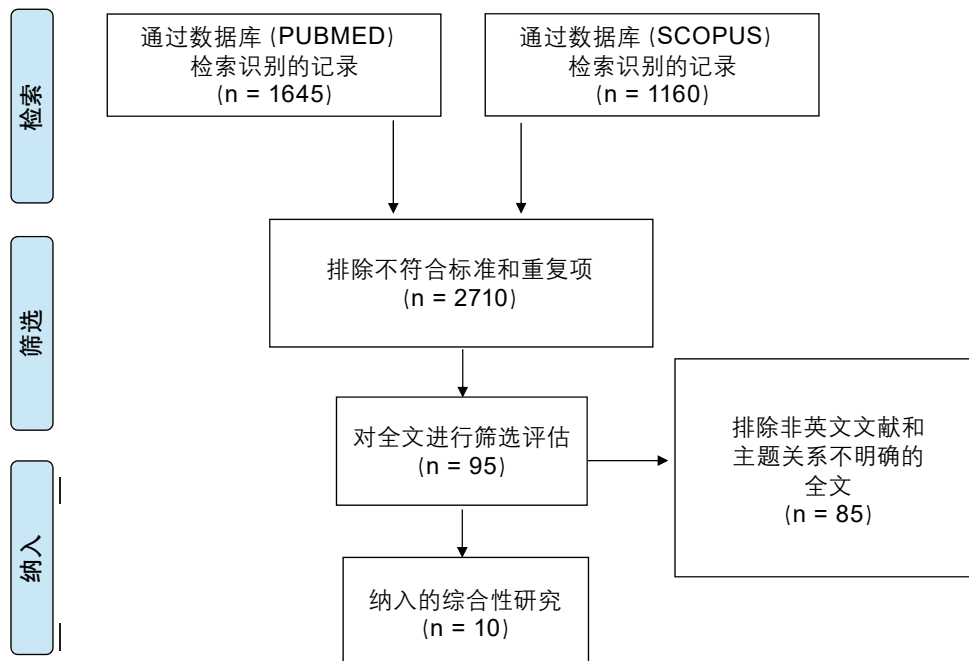 检索
通过数据库 (PUBMED)
检索识别的记录
(n = 1645)
通过数据库 (SCOPUS)
检索识别的记录
(n = 1160)
筛选
排除不符合标准和重复项
(n = 2710)
对全文进行筛选评估
(n = 95)
排除非英文文献和
主题关系不明确的
全文
(n = 85)
纳入
纳入的综合性研究
(n = 10)